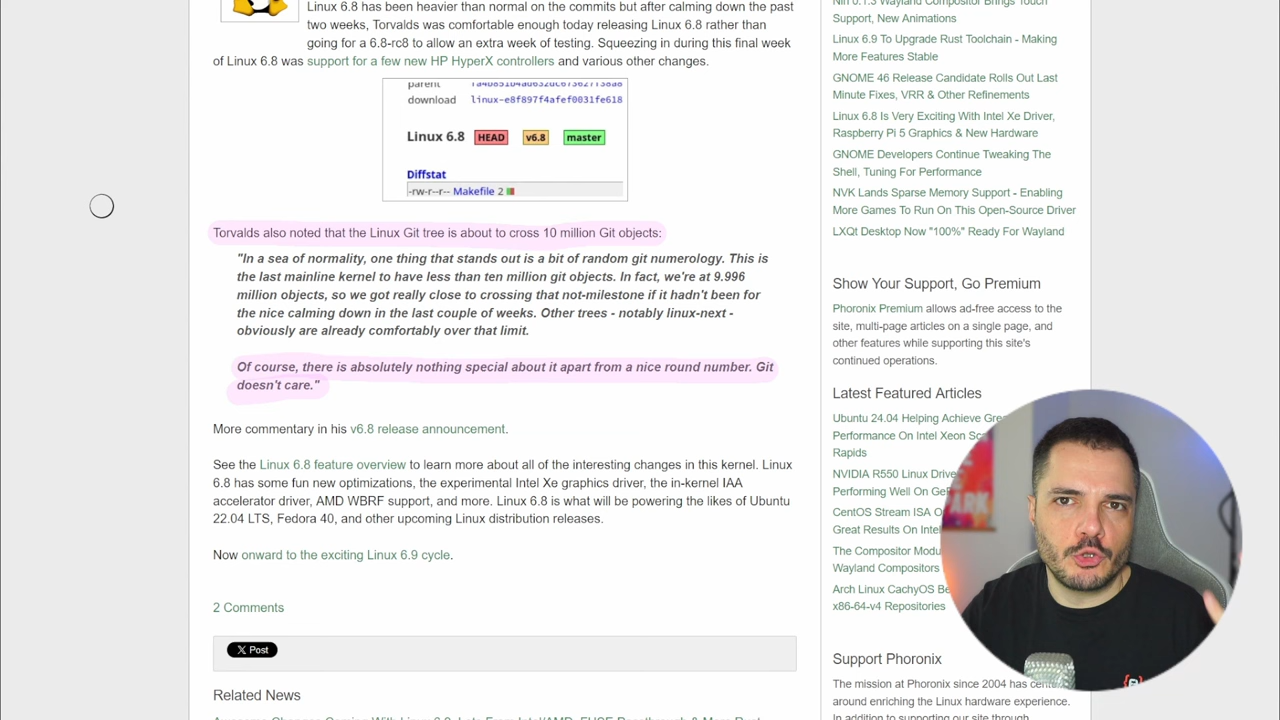 Linux 6.8 has been heavier than normal on the commits but after calming down the past
two weeks, Torvalds was comfortable enough today releasing Linux 6.8 rather than
going for a 6.8-rc8 to allow an extra week of testing. Squeezing in during this final week
of Linux 6.8 was support for a few new HP HyperX controllers and various other changes.
parent
download linux-e8f897f4afef0031fe618
Linux 6.8 HEAD v6.8 master
Diffstat
-rw-r--r-- Makefile 2
Torvalds also noted that the Linux Git tree is about to cross 10 million Git objects:
"In a sea of normality, one thing that stands out is a bit of random git numerology. This is
the last mainline kernel to have less than ten million git objects. In fact, we're at 9.996
million objects, so we got really close to crossing that not-milestone if it hadn't been for
the nice calming down in the last couple of weeks. Other trees - notably linux-next -
obviously are already comfortably over that limit.
Of course, there is absolutely nothing special about it apart from a nice round number. Git
doesn't care."
More commentary in his v6.8 release announcement.
See the Linux 6.8 feature overview to learn more about all of the interesting changes in this kernel. Linux
6.8 has some fun new optimizations, the experimental Intel Xe graphics driver, the in-kernel IAA
accelerator driver, AMD WBRF support, and more. Linux 6.8 is what will be powering the likes of Ubuntu
22.04 LTS, Fedora 40, and other upcoming Linux distribution releases.
Now onward to the exciting Linux 6.9 cycle.
2 Comments
X Post
Related News
Niri 0.1.3 Wayland Compositor Brings Touch
Support, New Animations
Linux 6.9 To Upgrade Rust Toolchain - Making
More Features Stable
GNOME 46 Release Candidate Rolls Out Last
Minute Fixes, VRR & Other Refinements
Linux 6.8 Is Very Exciting With Intel Xe Driver,
Raspberry Pi 5 Graphics & New Hardware
GNOME Developers Continue Tweaking The
Shell, Tuning For Performance
NVK Lands Sparse Memory Support - Enabling
More Games To Run On This Open-Source Driver
LXQt Desktop Now "100%" Ready For Wayland
Show Your Support, Go Premium
Phoronix Premium allows ad-free access to the
site, multi-page articles on a single page, and
other features while supporting this site's
continued operations.
Latest Featured Articles
Ubuntu 24.04 Helping Achieve
Performance On Intel Xeon
Rapids
NVIDIA R550 Linux
Performing Well On
CentOS Stream ISA
Great Results On
The Compositor
Wayland Compositors
Arch Linux CachyOS
x86-64-v4 Repositories
Support Phoronix
The mission at Phoronix since 2004 has
around enriching the Linux hardware experience.
In addition to supporting our site through